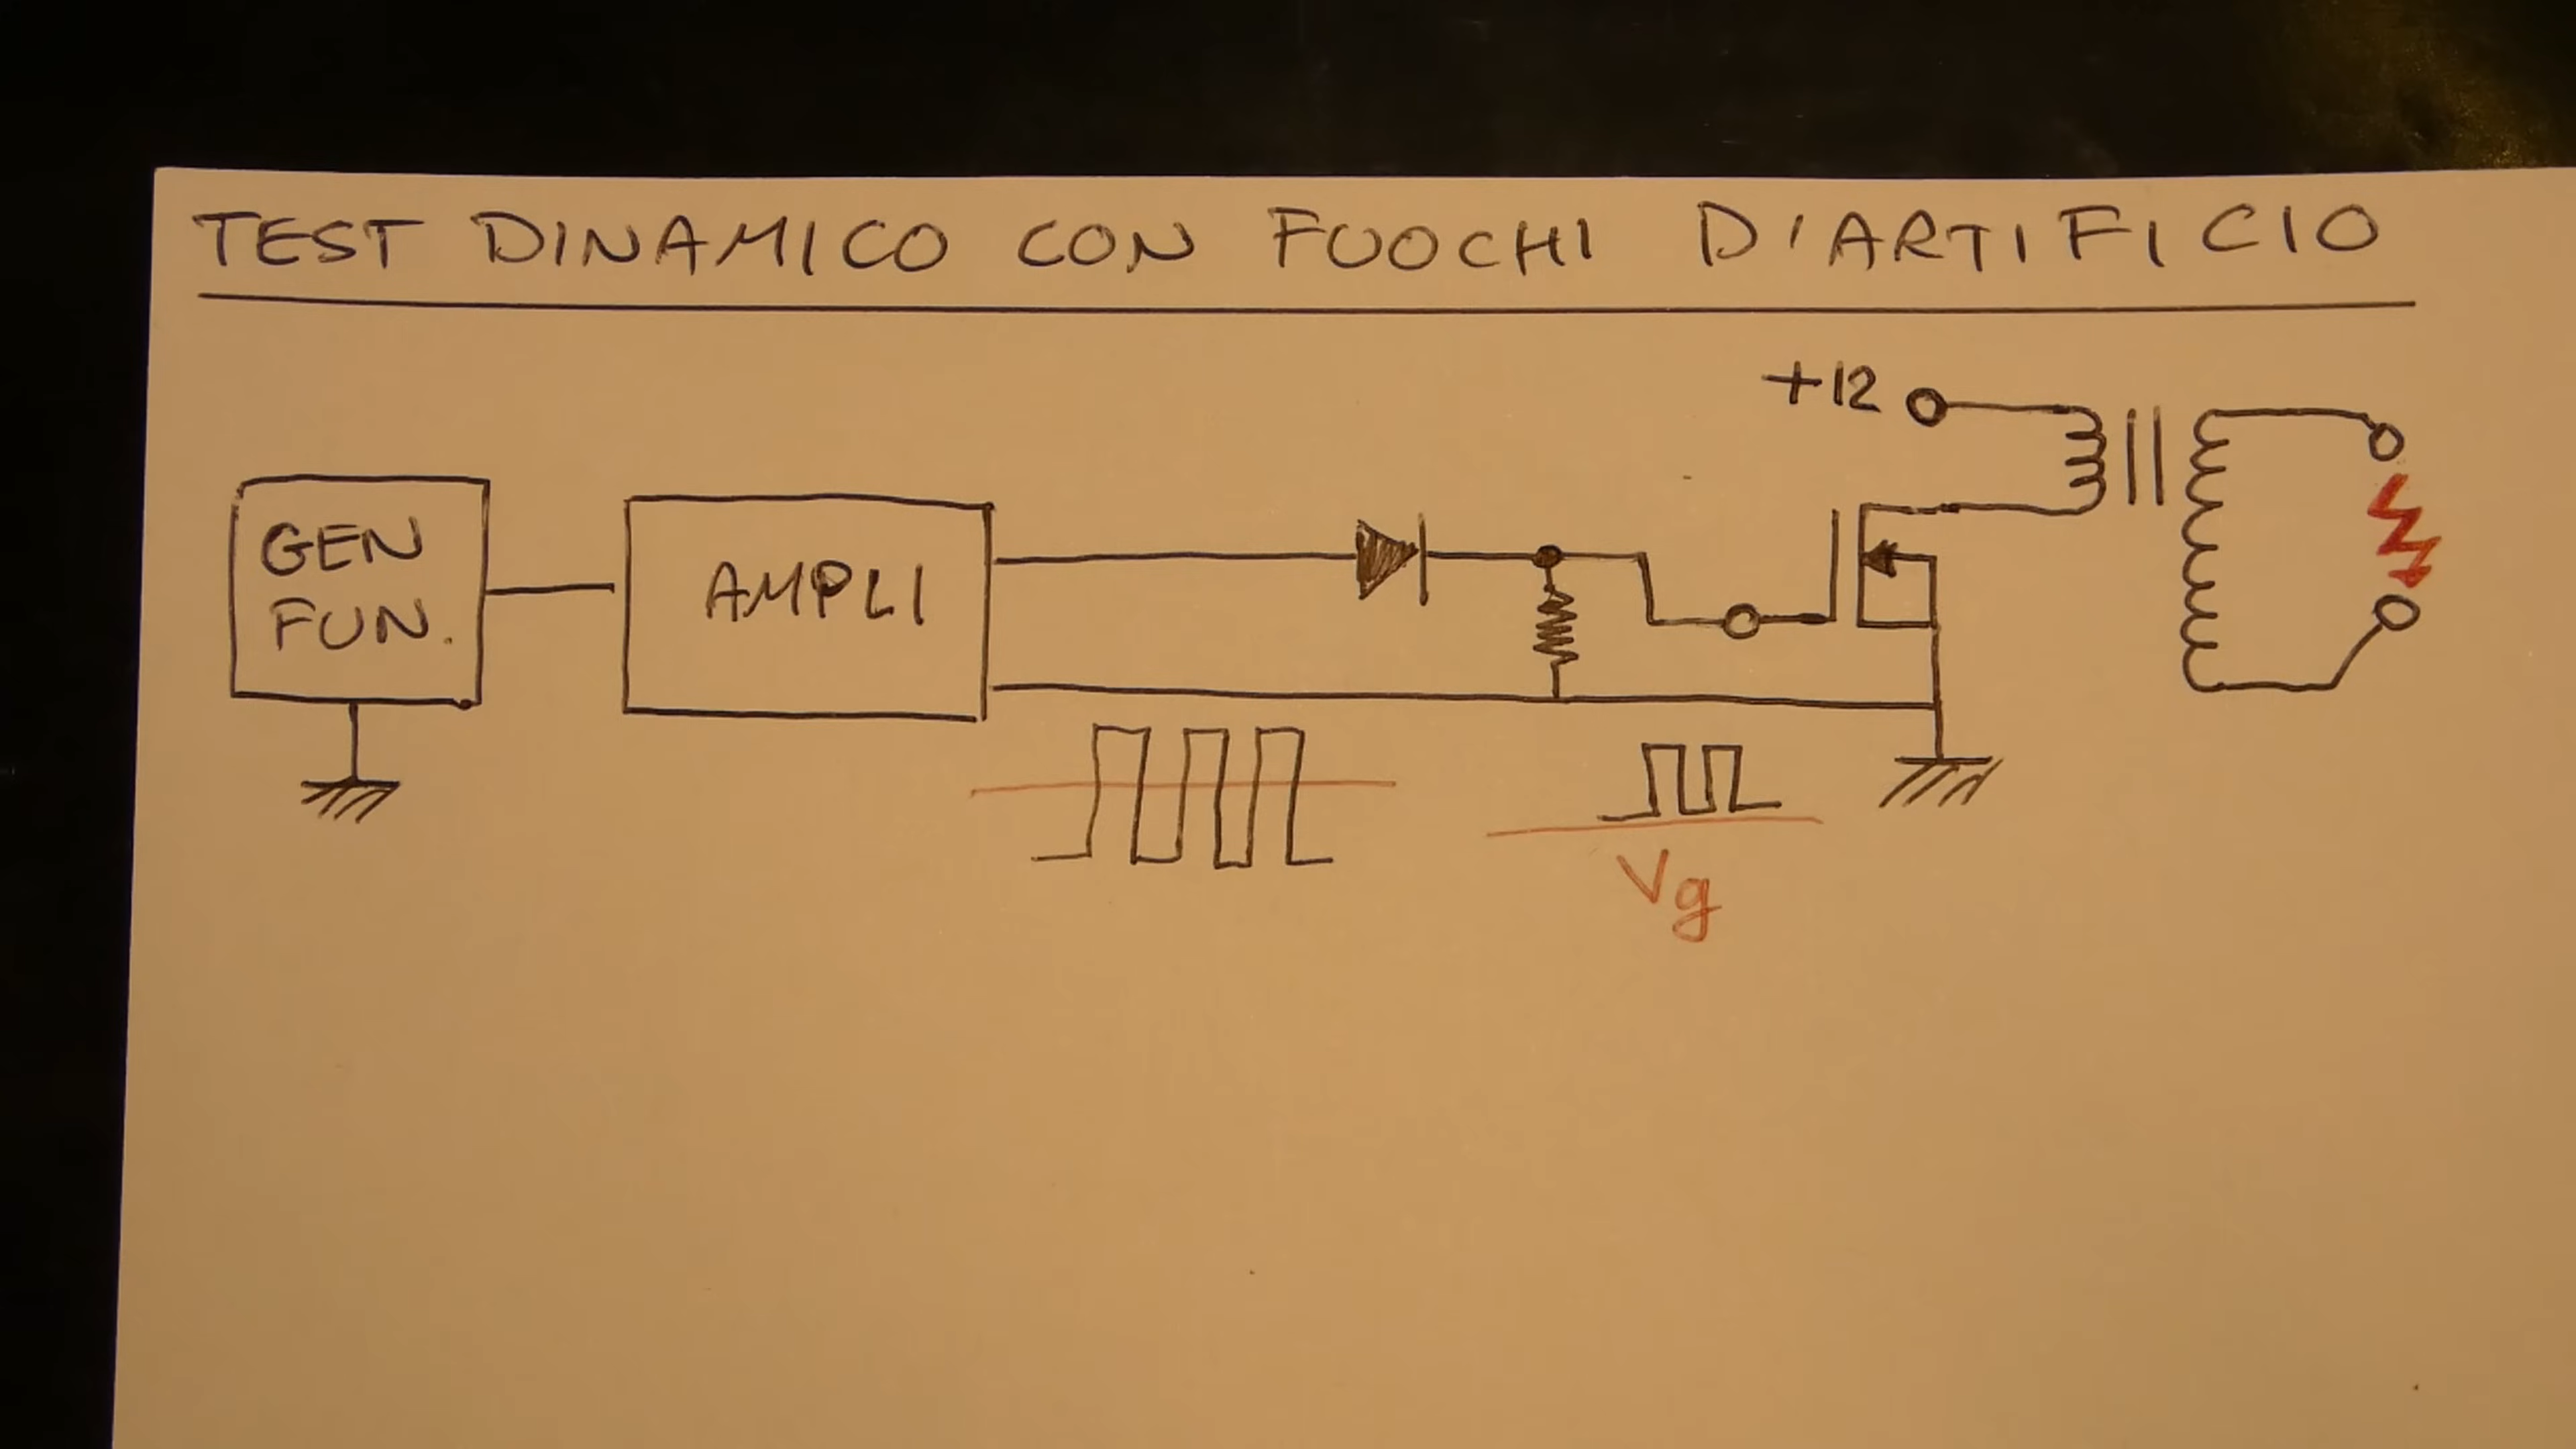 TEST DINAMICO CON FUOCHI D'ARTIFICIO
+12
GEN
FUN.
AMPLI
Vg